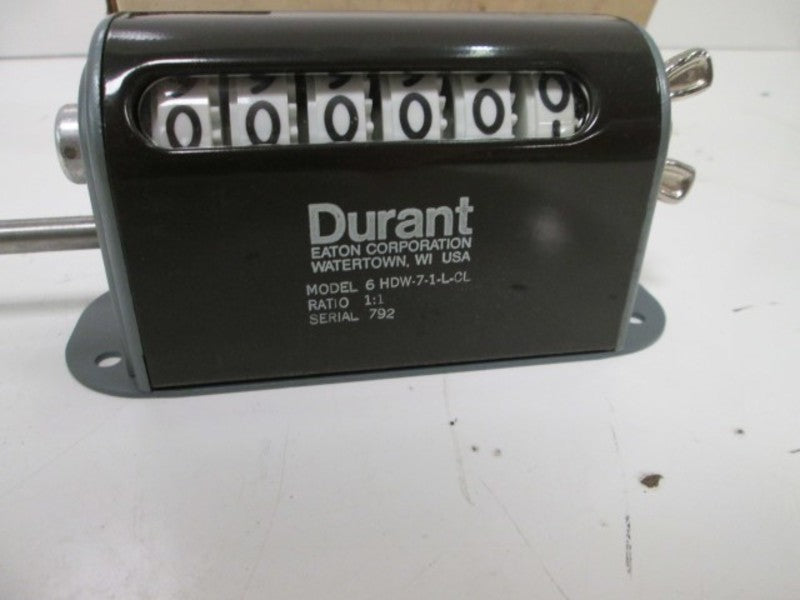 000000
Durant
EATON CORPORATION
WATERTOWN, WI USA
MODEL 6 HDW-7-1-L-CL
RATIO 1:1
SERIAL 792